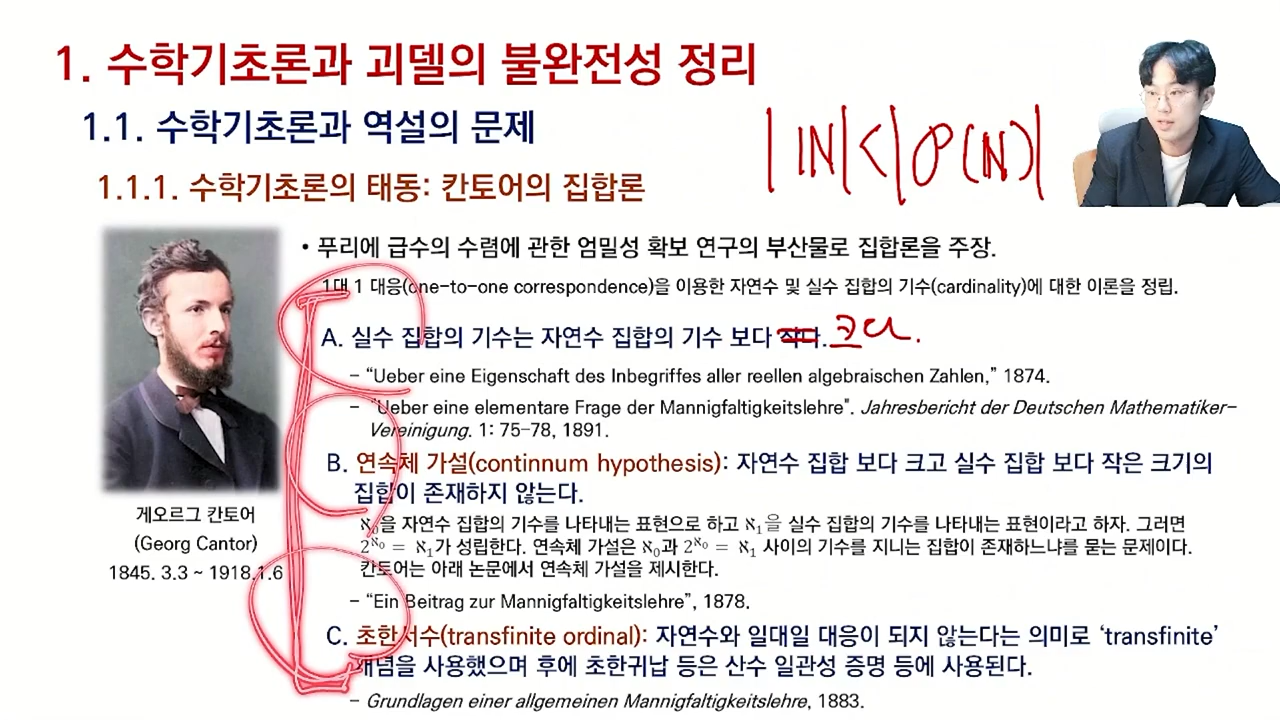 1. 수학기초론과 괴델의 불완전성 정리
1.1. 수학기초론과 역설의 문제
|ℕ|<|𝒫(ℕ)|
1.1.1. 수학기초론의 태동: 칸토어의 집합론
• 푸리에 급수의 수렴에 관한 엄밀성 확보 연구의 부산물로 집합론을 주장.
1대 1 대응(one-to-one correspondence)을 이용한 자연수 및 실수 집합의 기수(cardinality)에 대한 이론을 정립.
A. 실수 집합의 기수는 자연수 집합의 기수 보다 작다. 크다.
– “Ueber eine Eigenschaft des Inbegriffes aller reellen algebraischen Zahlen,” 1874.
– "Ueber eine elementare Frage der Mannigfaltigkeitslehre". Jahresbericht der Deutschen Mathematiker-
Vereinigung. 1: 75-78, 1891.
B. 연속체 가설(continnum hypothesis): 자연수 집합 보다 크고 실수 집합 보다 작은 크기의
집합이 존재하지 않는다.
ℵ₀을 자연수 집합의 기수를 나타내는 표현으로 하고 ℵ₁을 실수 집합의 기수를 나타내는 표현이라고 하자. 그러면
2^ℵ₀ = ℵ₁가 성립한다. 연속체 가설은 ℵ₀과 2^ℵ₀ = ℵ₁ 사이의 기수를 지니는 집합이 존재하느냐를 묻는 문제이다.
칸토어는 아래 논문에서 연속체 가설을 제시한다.
– “Ein Beitrag zur Mannigfaltigkeitslehre”, 1878.
C. 초한서수(transfinite ordinal): 자연수와 일대일 대응이 되지 않는다는 의미로 ‘transfinite’
개념을 사용했으며 후에 초한귀납 등은 산수 일관성 증명 등에 사용된다.
– Grundlagen einer allgemeinen Mannigfaltigkeitslehre, 1883.
게오르그 칸토어
(Georg Cantor)
1845. 3.3 ~ 1918.1.6